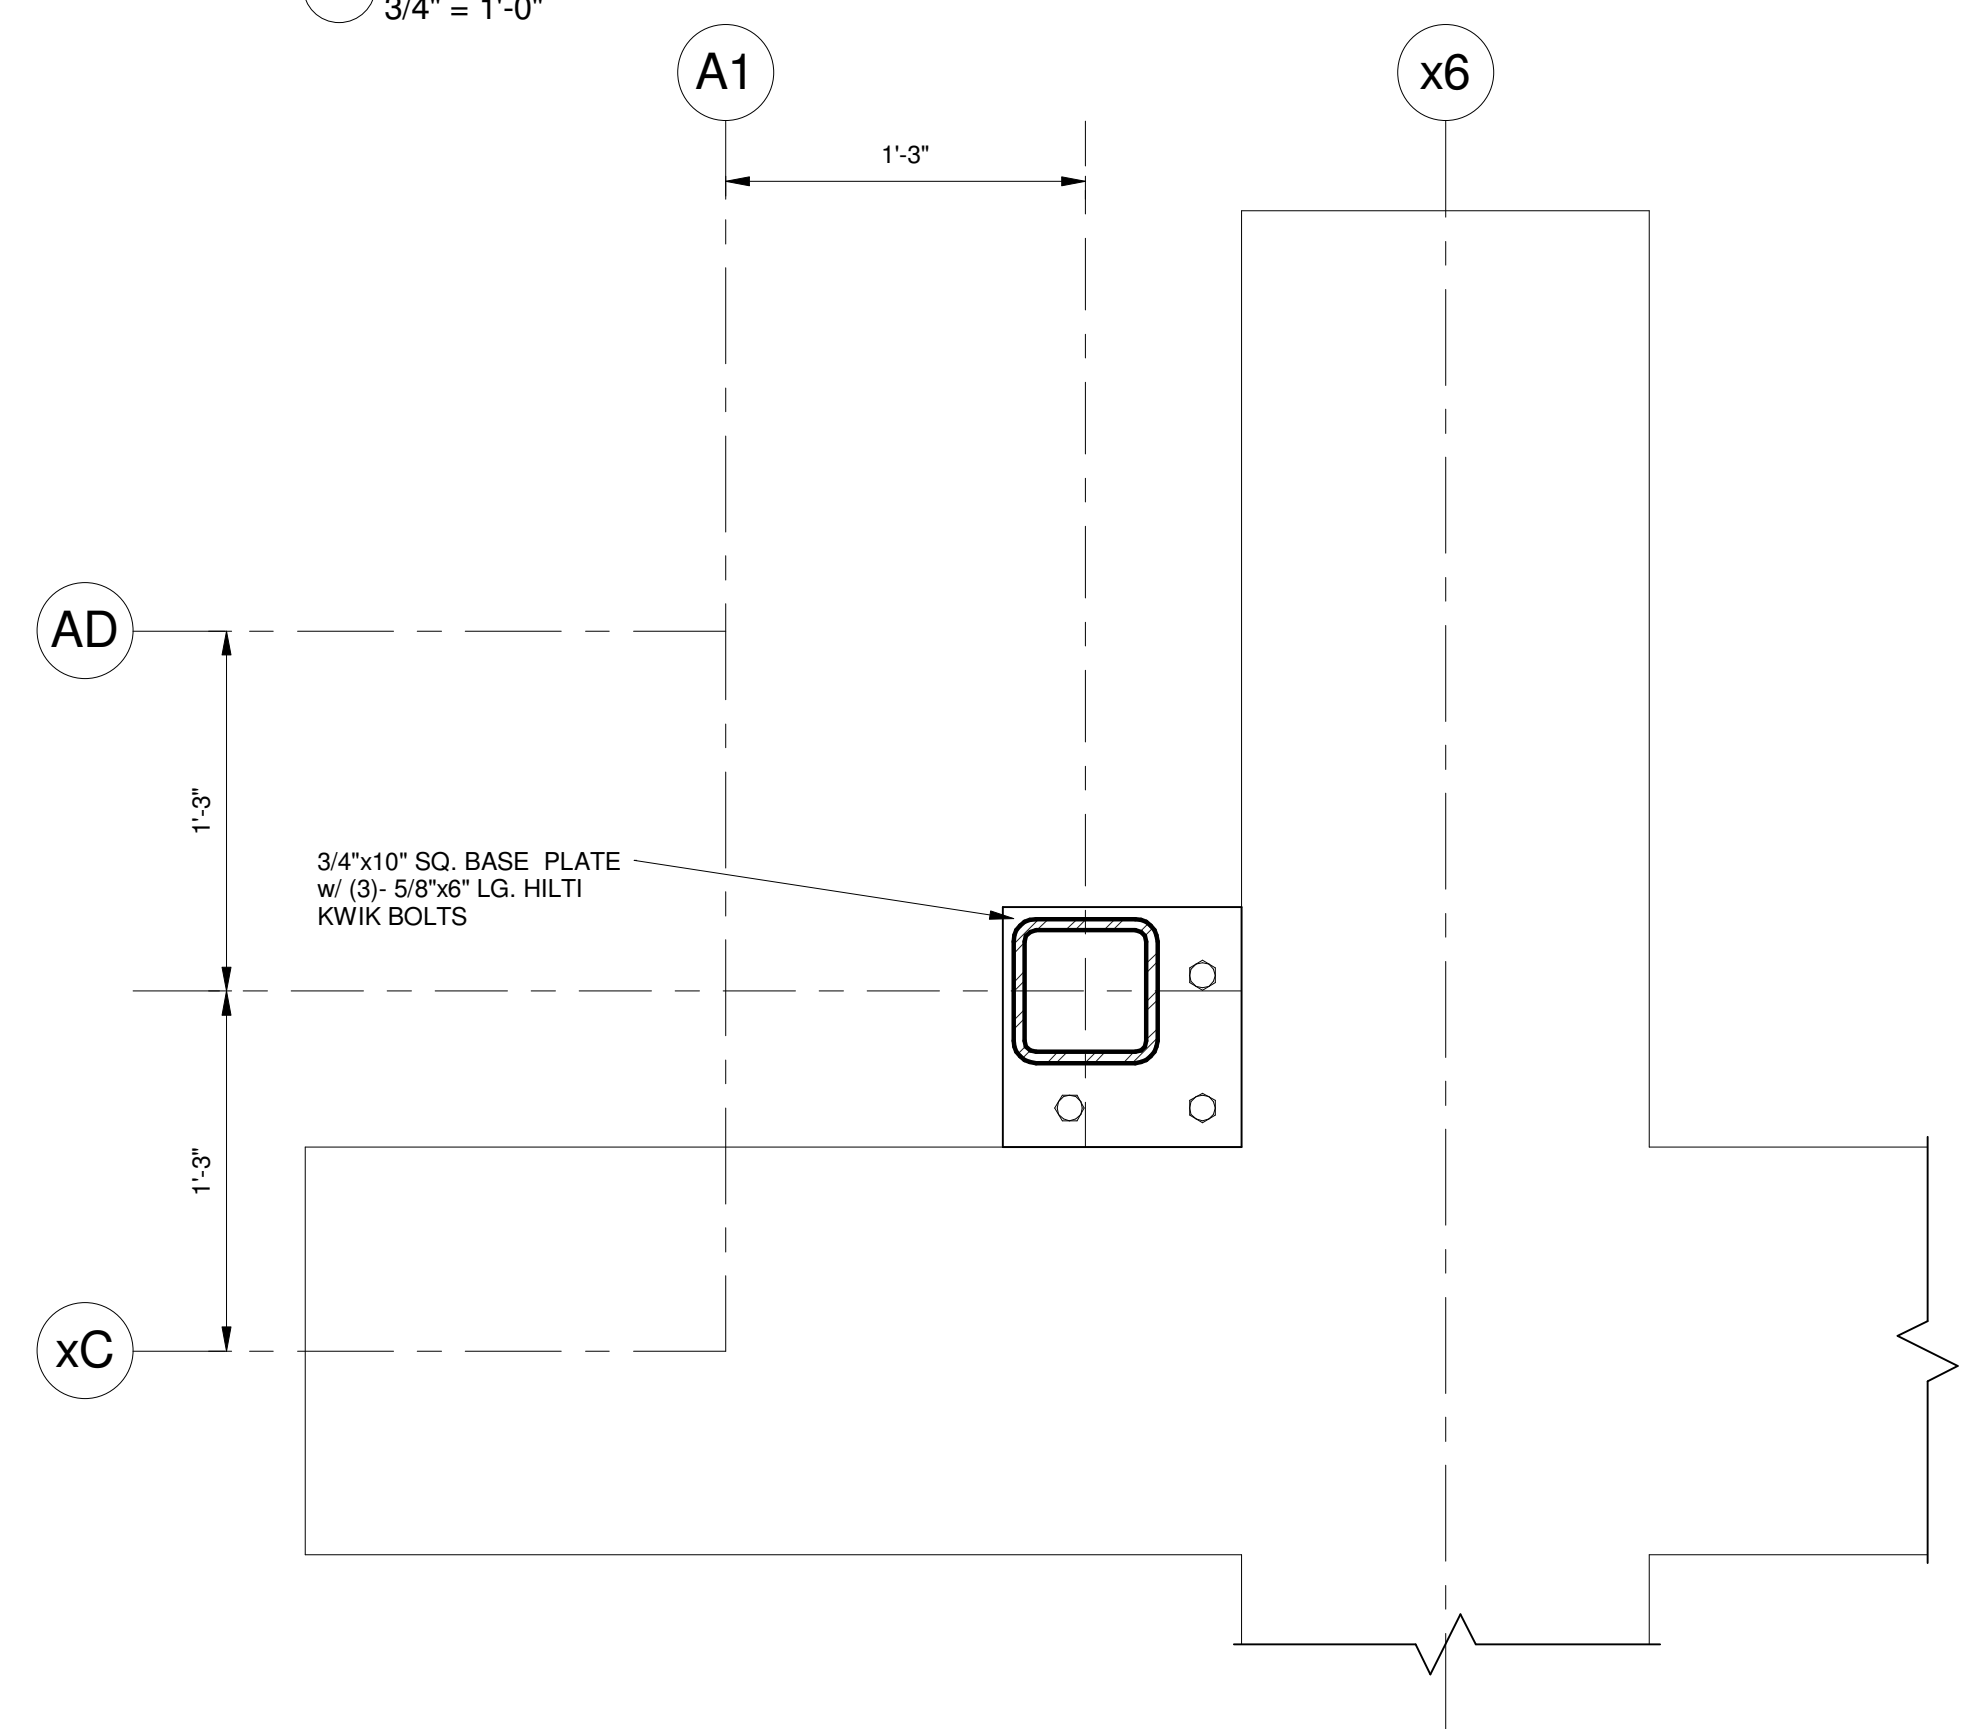 3/4" = 1'-0"
A1
x6
1'-3"
AD
1'-3"
3/4"x10" SQ. BASE PLATE
w/ (3)- 5/8"x6" LG. HILTI
KWIK BOLTS
1'-3"
xC